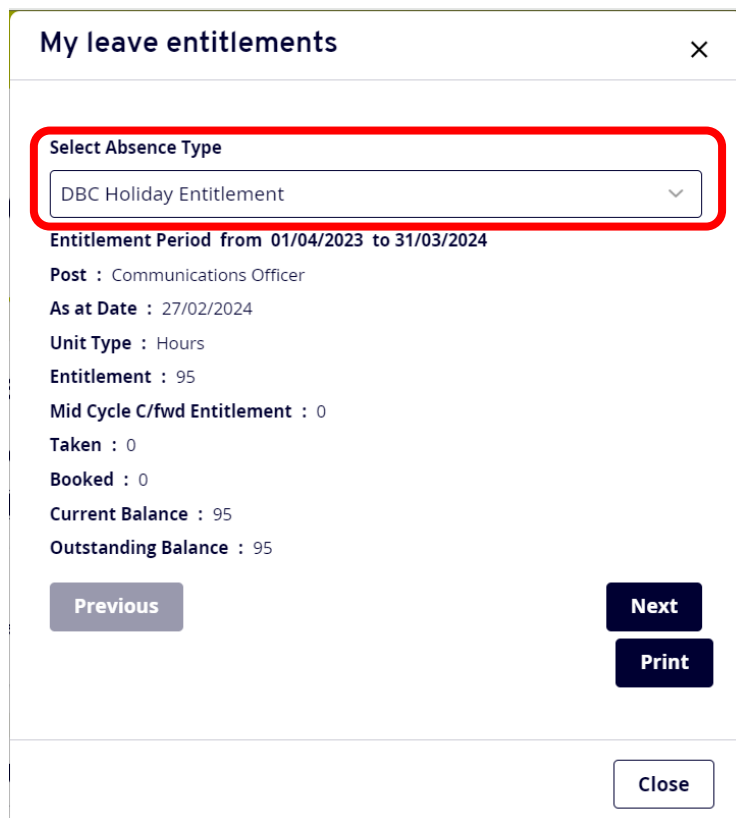 My leave entitlements
Select Absence Type
DBC Holiday Entitlement
Entitlement Period from 01/04/2023 to 31/03/2024
Post : Communications Officer
As at Date : 27/02/2024
Unit Type : Hours
Entitlement : 95
Mid Cycle C/fwd Entitlement : 0
Taken : 0
Booked : 0
Current Balance : 95
Outstanding Balance : 95
Previous
Next
Print
Close